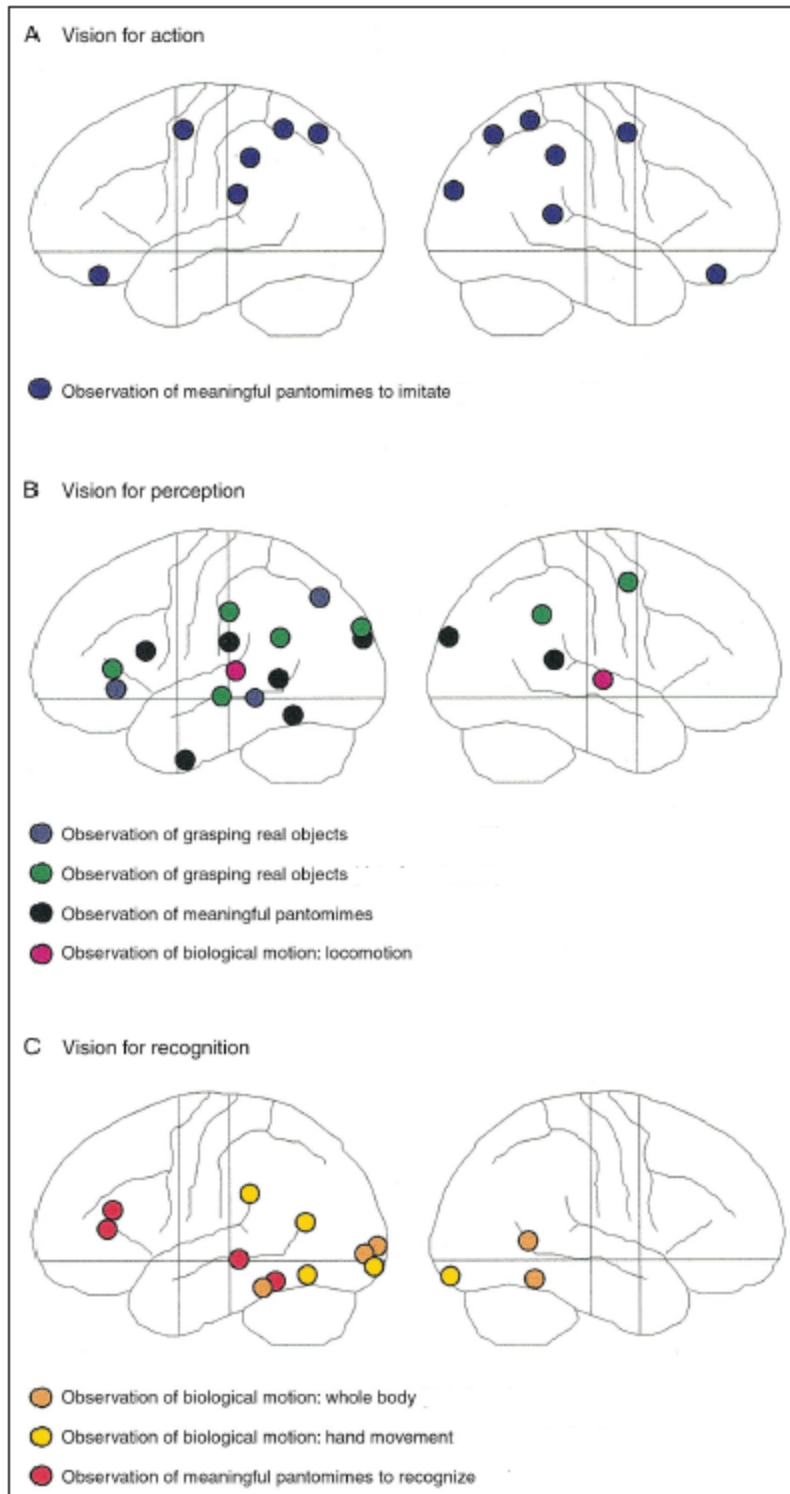 A Vision for action
Observation of meaningful pantomimes to imitate
B Vision for perception
Observation of grasping real objects
Observation of grasping real objects
Observation of meaningful pantomimes
Observation of biological motion: locomotion
C Vision for recognition
Observation of biological motion: whole body
Observation of biological motion: hand movement
Observation of meaningful pantomimes to recognize